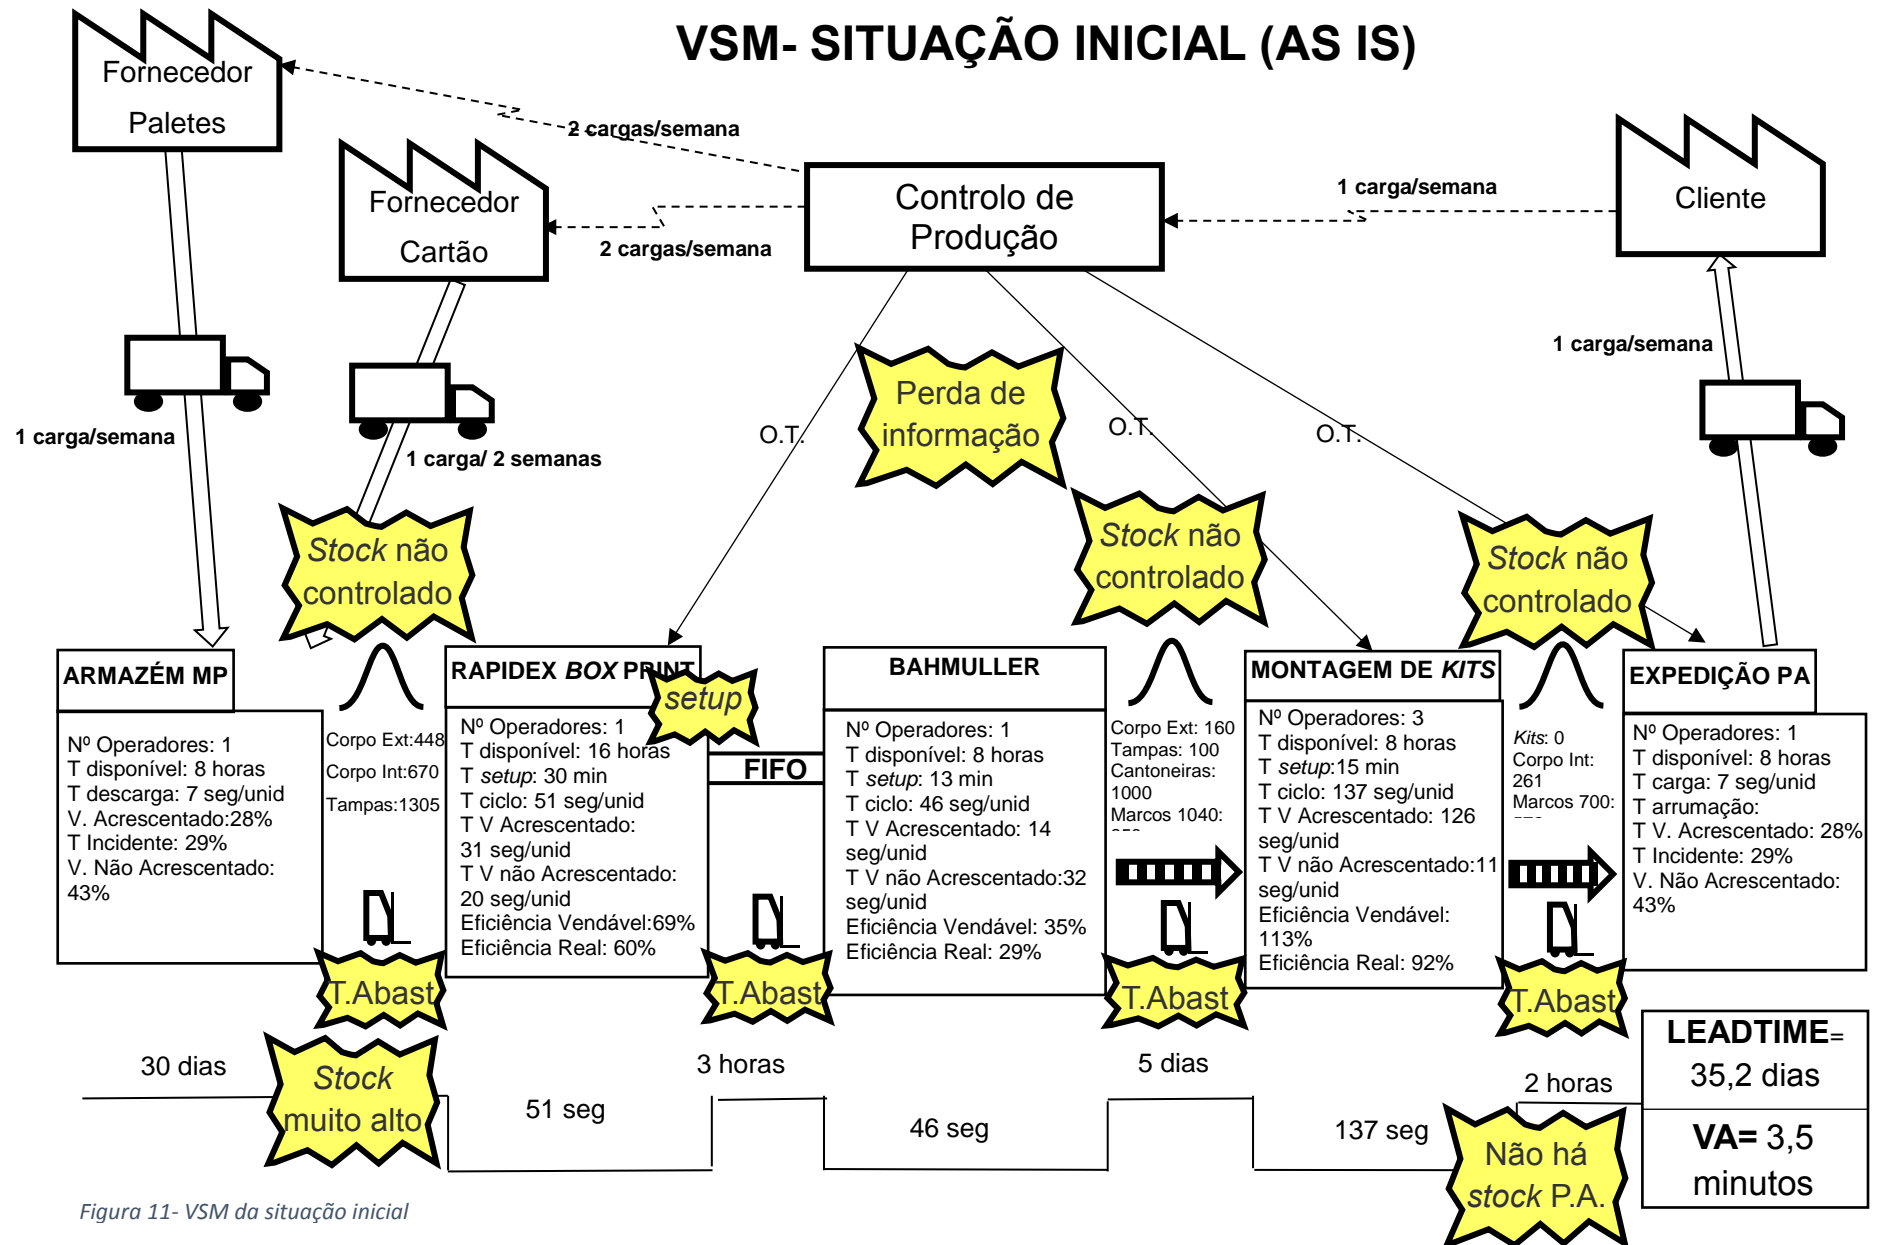 VSM- SITUAÇÃO INICIAL (AS IS)
Fornecedor
Paletes
2 cargas/semana
Fornecedor
Cartão
2 cargas/semana
Controlo de
Produção
1 carga/semana
Cliente
1 carga/semana
1 carga/ 2 semanas
1 carga/semana
O.T.
O.T.
O.T.
Perda de
informação
Stock não
controlado
Stock não
controlado
Stock não
controlado
ARMAZÉM MP
Nº Operadores: 1
T disponível: 8 horas
T descarga: 7 seg/unid
V. Acrescentado:28%
T Incidente: 29%
V. Não Acrescentado:
43%
Corpo Ext:448
Corpo Int:670
Tampas:1305
T.Abast
RAPIDEX BOX PRINT
setup
Nº Operadores: 1
T disponível: 16 horas
T setup: 30 min
T ciclo: 51 seg/unid
T V Acrescentado:
31 seg/unid
T V não Acrescentado:
20 seg/unid
Eficiência Vendável:69%
Eficiência Real: 60%
FIFO
T.Abast
BAHMULLER
Nº Operadores: 1
T disponível: 8 horas
T setup: 13 min
T ciclo: 46 seg/unid
T V Acrescentado: 14
seg/unid
T V não Acrescentado:32
seg/unid
Eficiência Vendável: 35%
Eficiência Real: 29%
Corpo Ext: 160
Tampas: 100
Cantoneiras:
1000
Marcos 1040:
T.Abast
MONTAGEM DE KITS
Nº Operadores: 3
T disponível: 8 horas
T setup:15 min
T ciclo: 137 seg/unid
T V Acrescentado: 126
seg/unid
T V não Acrescentado:11
seg/unid
Eficiência Vendável:
113%
Eficiência Real: 92%
Kits: 0
Corpo Int:
261
Marcos 700:
T.Abast
EXPEDIÇÃO PA
Nº Operadores: 1
T disponível: 8 horas
T carga: 7 seg/unid
T arrumação:
T V. Acrescentado: 28%
T Incidente: 29%
V. Não Acrescentado:
43%
30 dias
Stock
muito alto
51 seg
3 horas
46 seg
5 dias
137 seg
2 horas
Não há
stock P.A.
LEADTIME=
35,2 dias
VA= 3,5
minutos
Figura 11- VSM da situação inicial